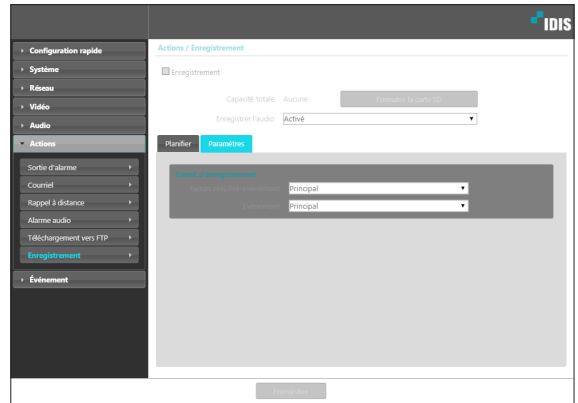 IDIS
Configuration rapide
Système
Réseau
Vidéo
Audio
Actions
Sortie d'alarme
Courriel
Rappel à distance
Alarme audio
Téléchargement vers FTP
Enregistrement
Événement
Actions / Enregistrement
Enregistrement
Capacité totale Aucune Formater la carte SD
Enregistrer l'audio Activé
Planifier Paramètres
Principal
Événement Principal
Enregistrer